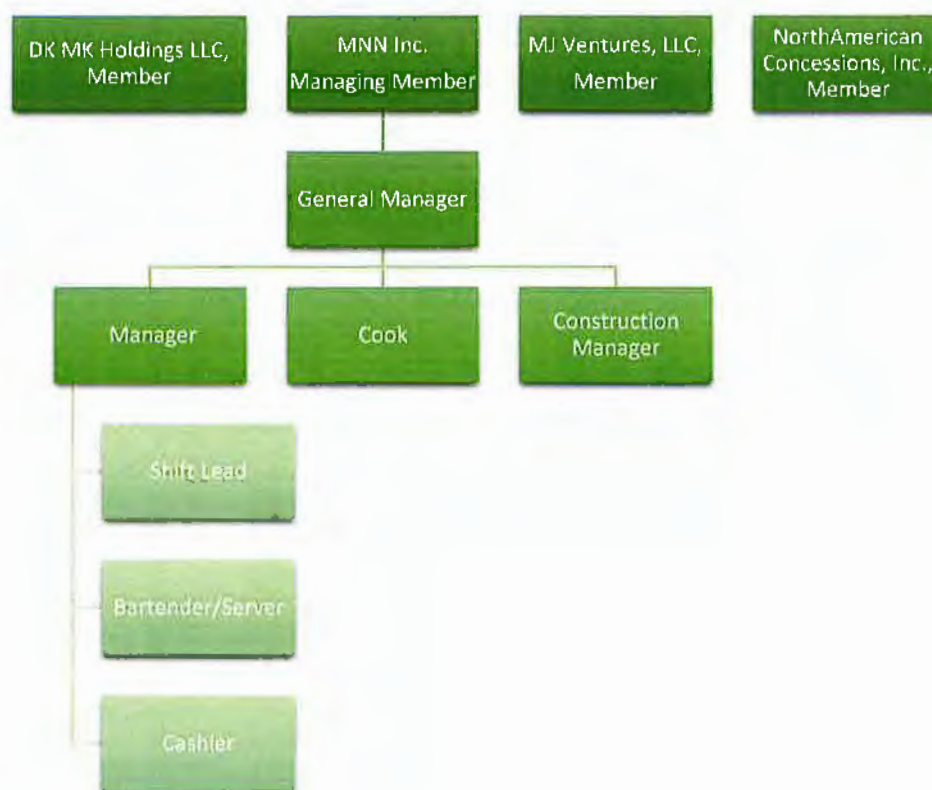 DK MK Holdings LLC,
Member
MNN Inc.
Managing Member
MJ Ventures, LLC,
Member
NorthAmerican
Concessions, Inc.,
Member
General Manager
Manager
Cook
Construction
Manager
Shift Lead
Bartender/Server
Cashier